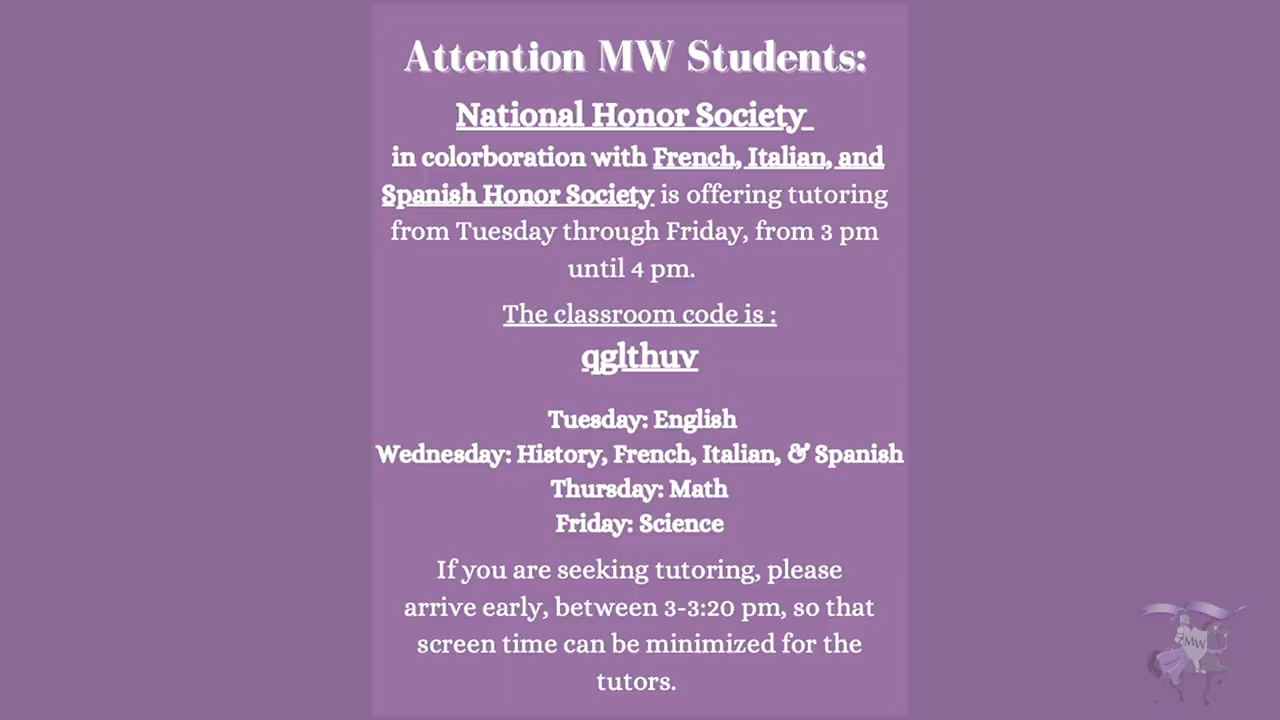 Attention MW Students:
National Honor Society
in colorboration with French, Italian, and
Spanish Honor Society is offering tutoring
from Tuesday through Friday, from 3 pm
until 4 pm.
The classroom code is :
qglthuv
Tuesday: English
Wednesday: History, French, Italian, & Spanish
Thursday: Math
Friday: Science
If you are seeking tutoring, please
arrive early, between 3-3:20 pm, so that
screen time can be minimized for the
tutors.
MW